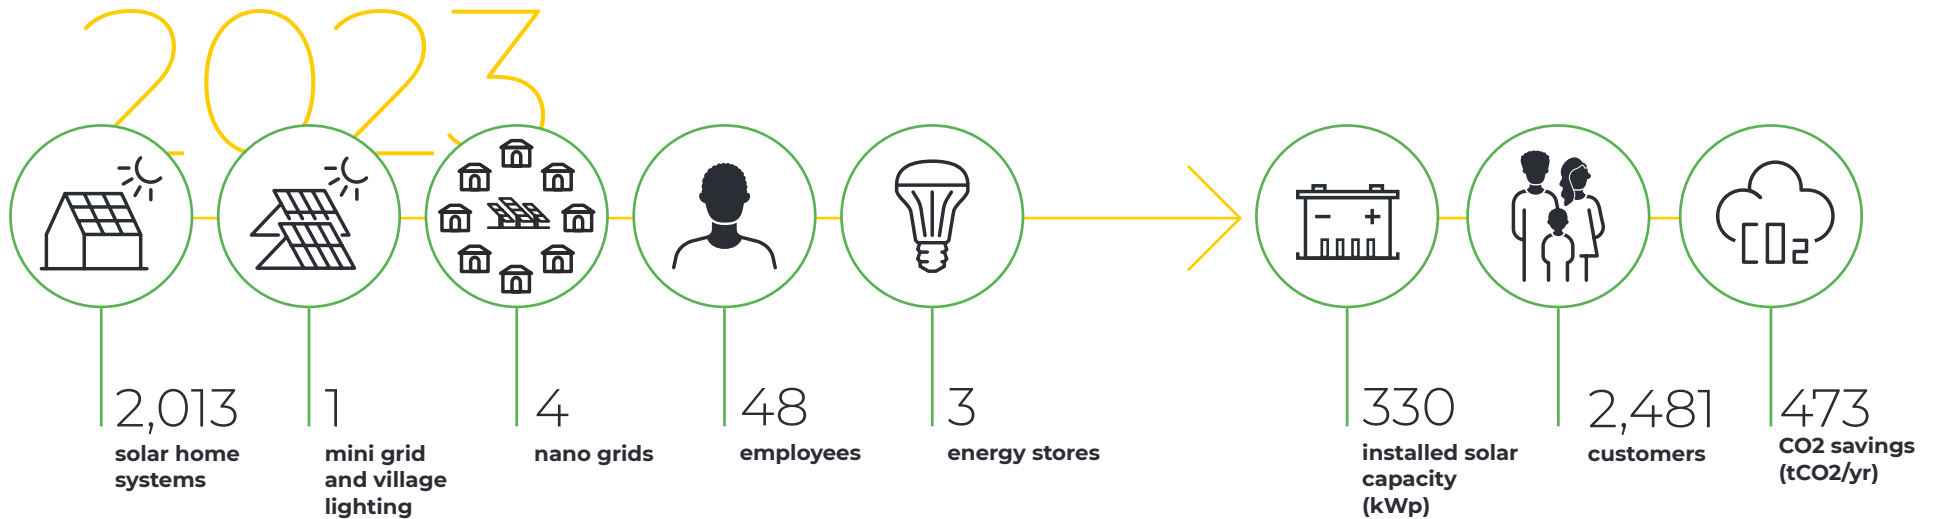 2023
CO2
2,013
solar home
systems
1
mini grid
and village
lighting
4
nano grids
48
employees
3
energy stores
330
installed solar
capacity
(kWp)
2,481
customers
473
CO2 savings
(tCO2/yr)